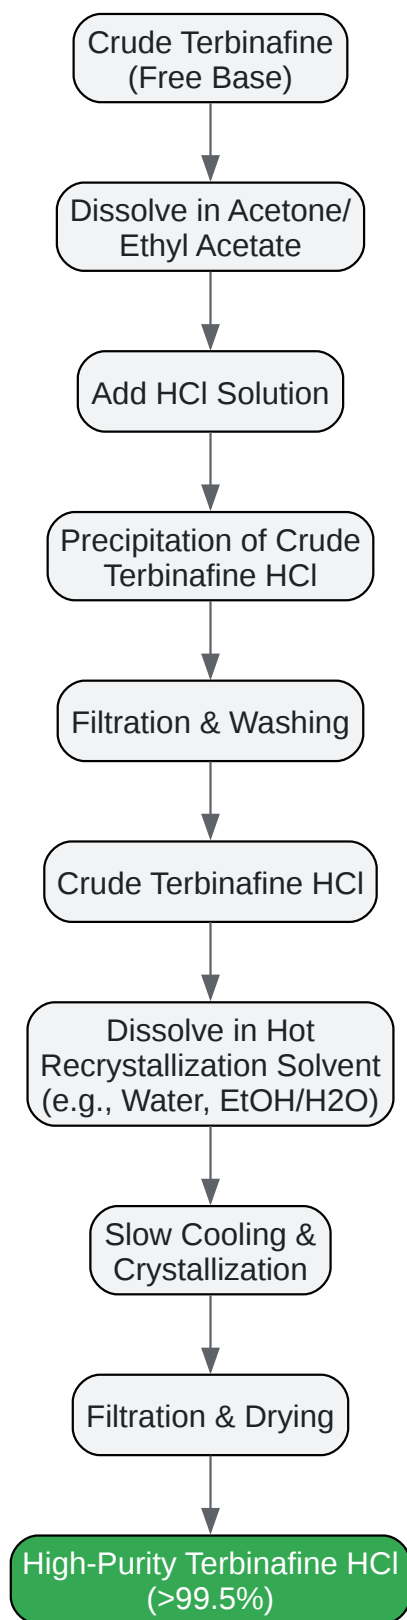 Crude Terbinafine
(Free Base)
Dissolve in Acetone/
Ethyl Acetate
Add HCl Solution
Precipitation of Crude
Terbinafine HCl
Filtration & Washing
Crude Terbinafine HCl
Dissolve in Hot
Recrystallization Solvent
(e.g., Water, EtOH/H2O)
Slow Cooling &
Crystallization
Filtration & Drying
High-Purity Terbinafine HCl
(>99.5%)